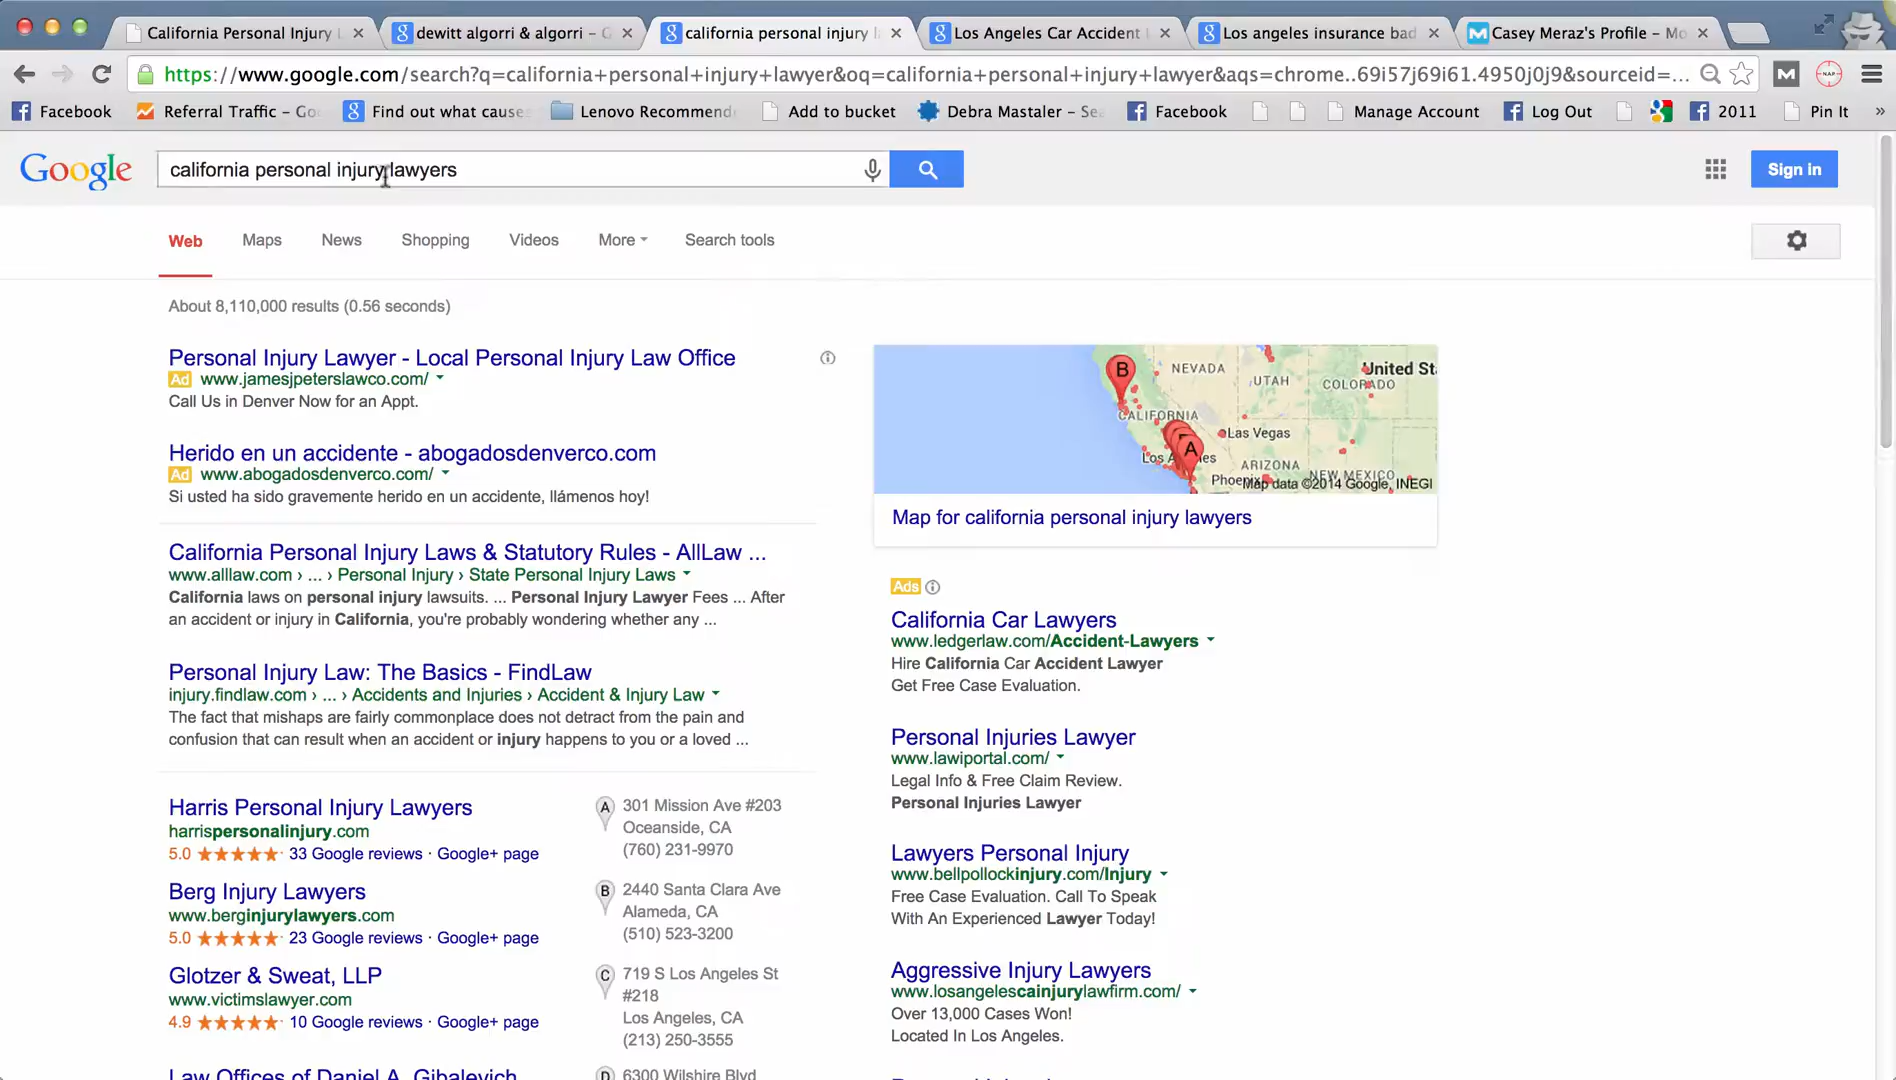 California Personal Injury L
dewitt algorri & algorri – G
california personal injury la
Los Angeles Car Accident
Los angeles insurance bad
Casey Meraz's Profile – Mo
https://www.google.com/search?q=california+personal+injury+lawyer&oq=california+personal+injury+lawyer&aqs=chrome..69i57j69i61.4950j0j9&sourceid=...
Facebook
Referral Traffic – Go
Find out what cause
Lenovo Recommend
Add to bucket
Debra Mastaler – Se
Facebook
Manage Account
Log Out
2011
Pin It
»
Google
california personal injury lawyers
Sign in
Web
Maps
News
Shopping
Videos
More
Search tools
About 8,110,000 results (0.56 seconds)
Personal Injury Lawyer - Local Personal Injury Law Office
Ad www.jamesjpeterslawco.com/
Call Us in Denver Now for an Appt.
Herido en un accidente - abogadosdenverco.com
Ad www.abogadosdenverco.com/
Si usted ha sido gravemente herido en un accidente, llámenos hoy!
California Personal Injury Laws & Statutory Rules - AllLaw ...
www.alllaw.com › ... › Personal Injury › State Personal Injury Laws
California laws on personal injury lawsuits. ... Personal Injury Lawyer Fees ... After
an accident or injury in California, you're probably wondering whether any ...
Personal Injury Law: The Basics - FindLaw
injury.findlaw.com › ... › Accidents and Injuries › Accident & Injury Law
The fact that mishaps are fairly commonplace does not detract from the pain and
confusion that can result when an accident or injury happens to you or a loved ...
Harris Personal Injury Lawyers
harrispersonalinjury.com
5.0 33 Google reviews · Google+ page
A 301 Mission Ave #203
Oceanside, CA
(760) 231-9970
Berg Injury Lawyers
www.berginjurylawyers.com
5.0 23 Google reviews · Google+ page
B 2440 Santa Clara Ave
Alameda, CA
(510) 523-3200
Glotzer & Sweat, LLP
www.victimslawyer.com
4.9 10 Google reviews · Google+ page
C 719 S Los Angeles St
#218
Los Angeles, CA
(213) 250-3555
Law Offices of Daniel A. Gibalevich
D 6300 Wilshire Blvd
B
NEVADA
United St
UTAH
COLORADO
CALIFORNIA
Las Vegas
A
Los Angeles
ARIZONA
NEW MEXICO
Phoenix
Map data ©2014 Google, INEGI
Map for california personal injury lawyers
Ads
California Car Lawyers
www.ledgerlaw.com/Accident-Lawyers
Hire California Car Accident Lawyer
Get Free Case Evaluation.
Personal Injuries Lawyer
www.lawiportal.com/
Legal Info & Free Claim Review.
Personal Injuries Lawyer
Lawyers Personal Injury
www.bellpollockinjury.com/Injury
Free Case Evaluation. Call To Speak
With An Experienced Lawyer Today!
Aggressive Injury Lawyers
www.losangelescainjurylawfirm.com/
Over 13,000 Cases Won!
Located In Los Angeles.